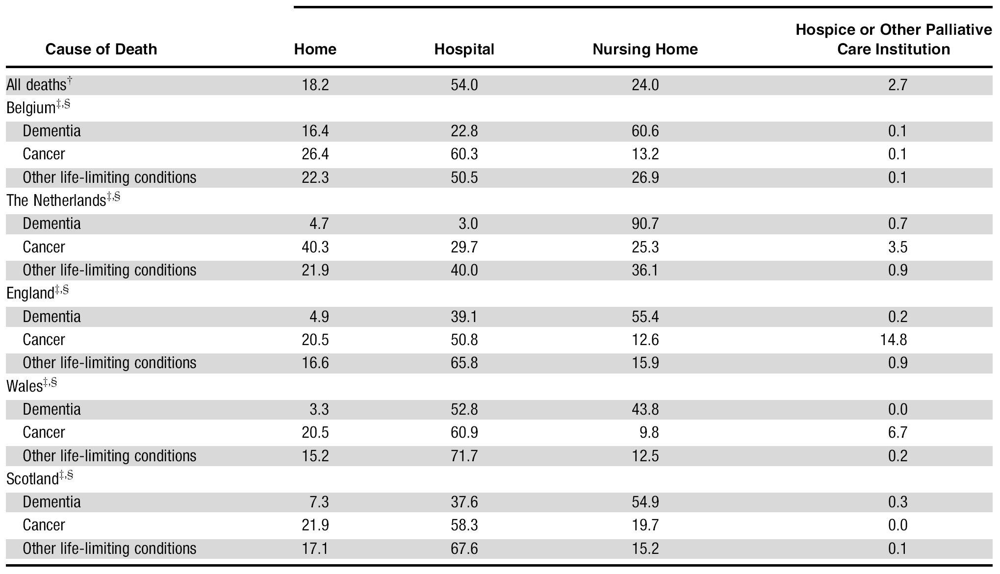 Hospice or Other Palliative
Cause of Death Home Hospital Nursing Home Care Institution
All deaths† 18.2 54.0 24.0 2.7
Belgium‡,§
Dementia 16.4 22.8 60.6 0.1
Cancer 26.4 60.3 13.2 0.1
Other life-limiting conditions 22.3 50.5 26.9 0.1
The Netherlands‡,§
Dementia 4.7 3.0 90.7 0.7
Cancer 40.3 29.7 25.3 3.5
Other life-limiting conditions 21.9 40.0 36.1 0.9
England‡,§
Dementia 4.9 39.1 55.4 0.2
Cancer 20.5 50.8 12.6 14.8
Other life-limiting conditions 16.6 65.8 15.9 0.9
Wales‡,§
Dementia 3.3 52.8 43.8 0.0
Cancer 20.5 60.9 9.8 6.7
Other life-limiting conditions 15.2 71.7 12.5 0.2
Scotland‡,§
Dementia 7.3 37.6 54.9 0.3
Cancer 21.9 58.3 19.7 0.0
Other life-limiting conditions 17.1 67.6 15.2 0.1